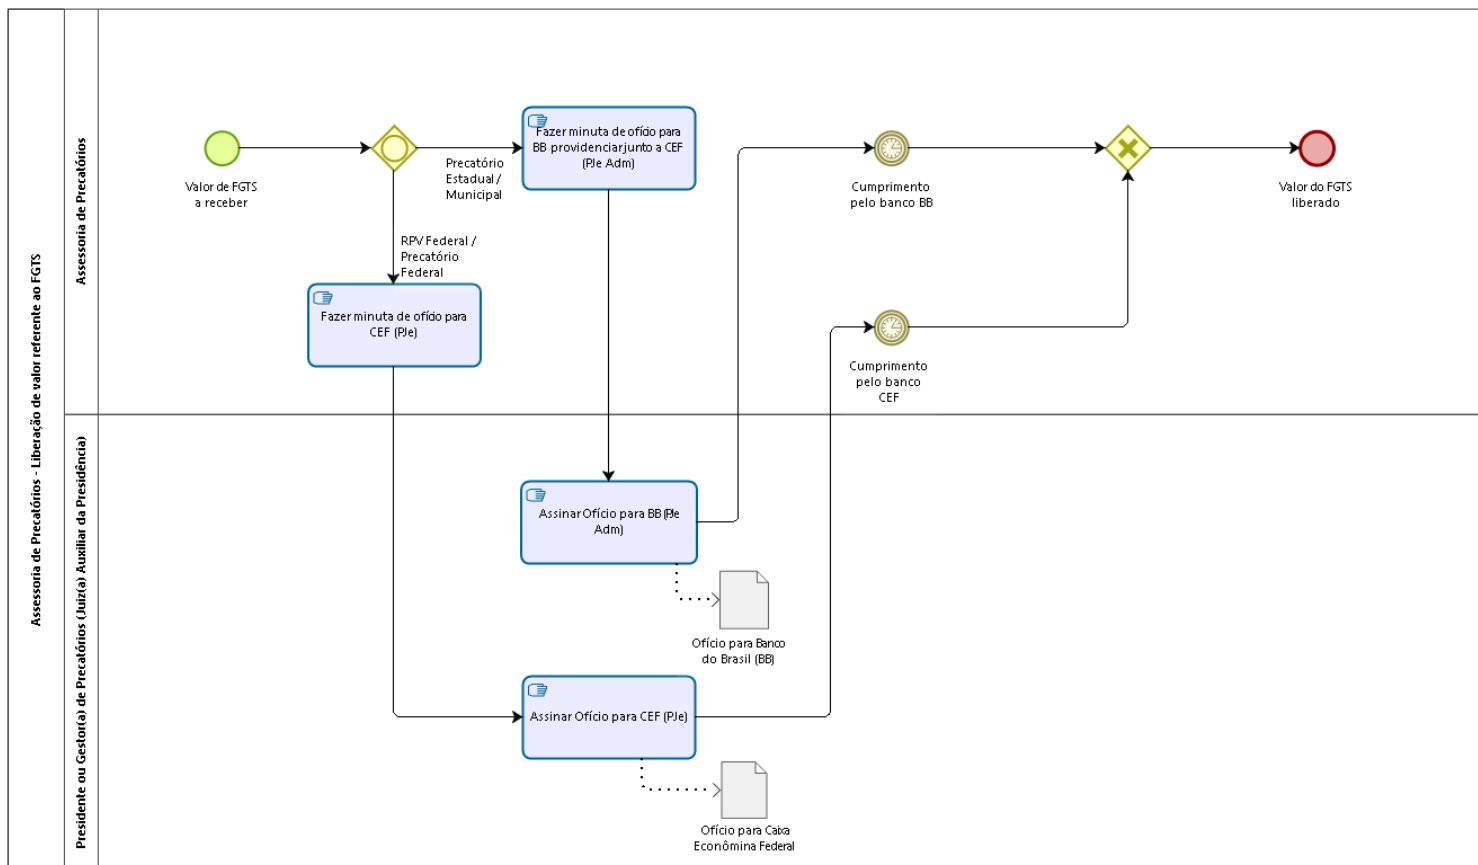 Assessoria de Precatórios - Liberação de valor referente ao FGTS
Assessoria de Precatórios
Valor de FGTS
a receber
Precatório
Estadual /
Municipal
RPV Federal /
Precatório
Federal
Fazer minuta de ofício para
BB providenciar junto a CEF
(PJe Adm)
Fazer minuta de ofício para
CEF (PJe)
Cumprimento
pelo banco BB
Cumprimento
pelo banco
CEF
Valor do FGTS
liberado
Presidente ou Gestor(a) de Precatórios (Juiz(a) Auxiliar da Presidência)
Assinar Ofício para BB (PJe
Adm)
Ofício para Banco
do Brasil (BB)
Assinar Ofício para CEF (PJe)
Ofício para Caixa
Econômina Federal